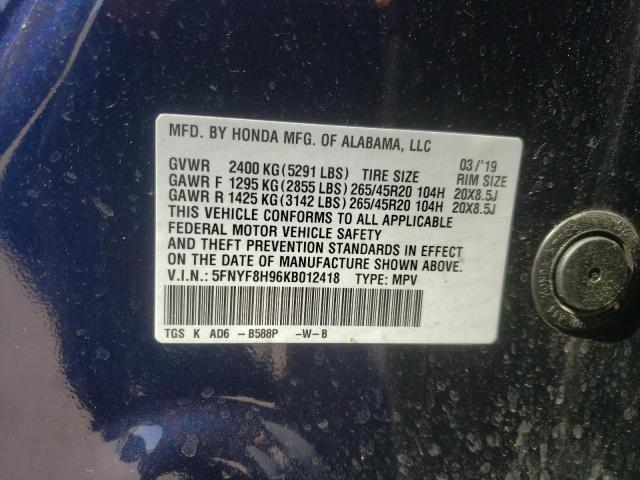 MFD. BY HONDA MFG. OF ALABAMA, LLC
03/'19
GVWR 2400 KG(5291 LBS) TIRE SIZE RIM SIZE
GAWR F 1295 KG(2855 LBS)265/45R20 104H 20X8.5J
GAWR R 1425 KG(3142 LBS)265/45R20 104H 20X8.5J
THIS VEHICLE CONFORMS TO ALL APPLICABLE
FEDERAL MOTOR VEHICLE SAFETY
AND THEFT PREVENTION STANDARDS IN EFFECT
ON THE DATE OF MANUFACTURE SHOWN ABOVE.
V.I.N.: 5FNYF8H96KB012418 TYPE: MPV
TGS K AD6 -B588P -W-B